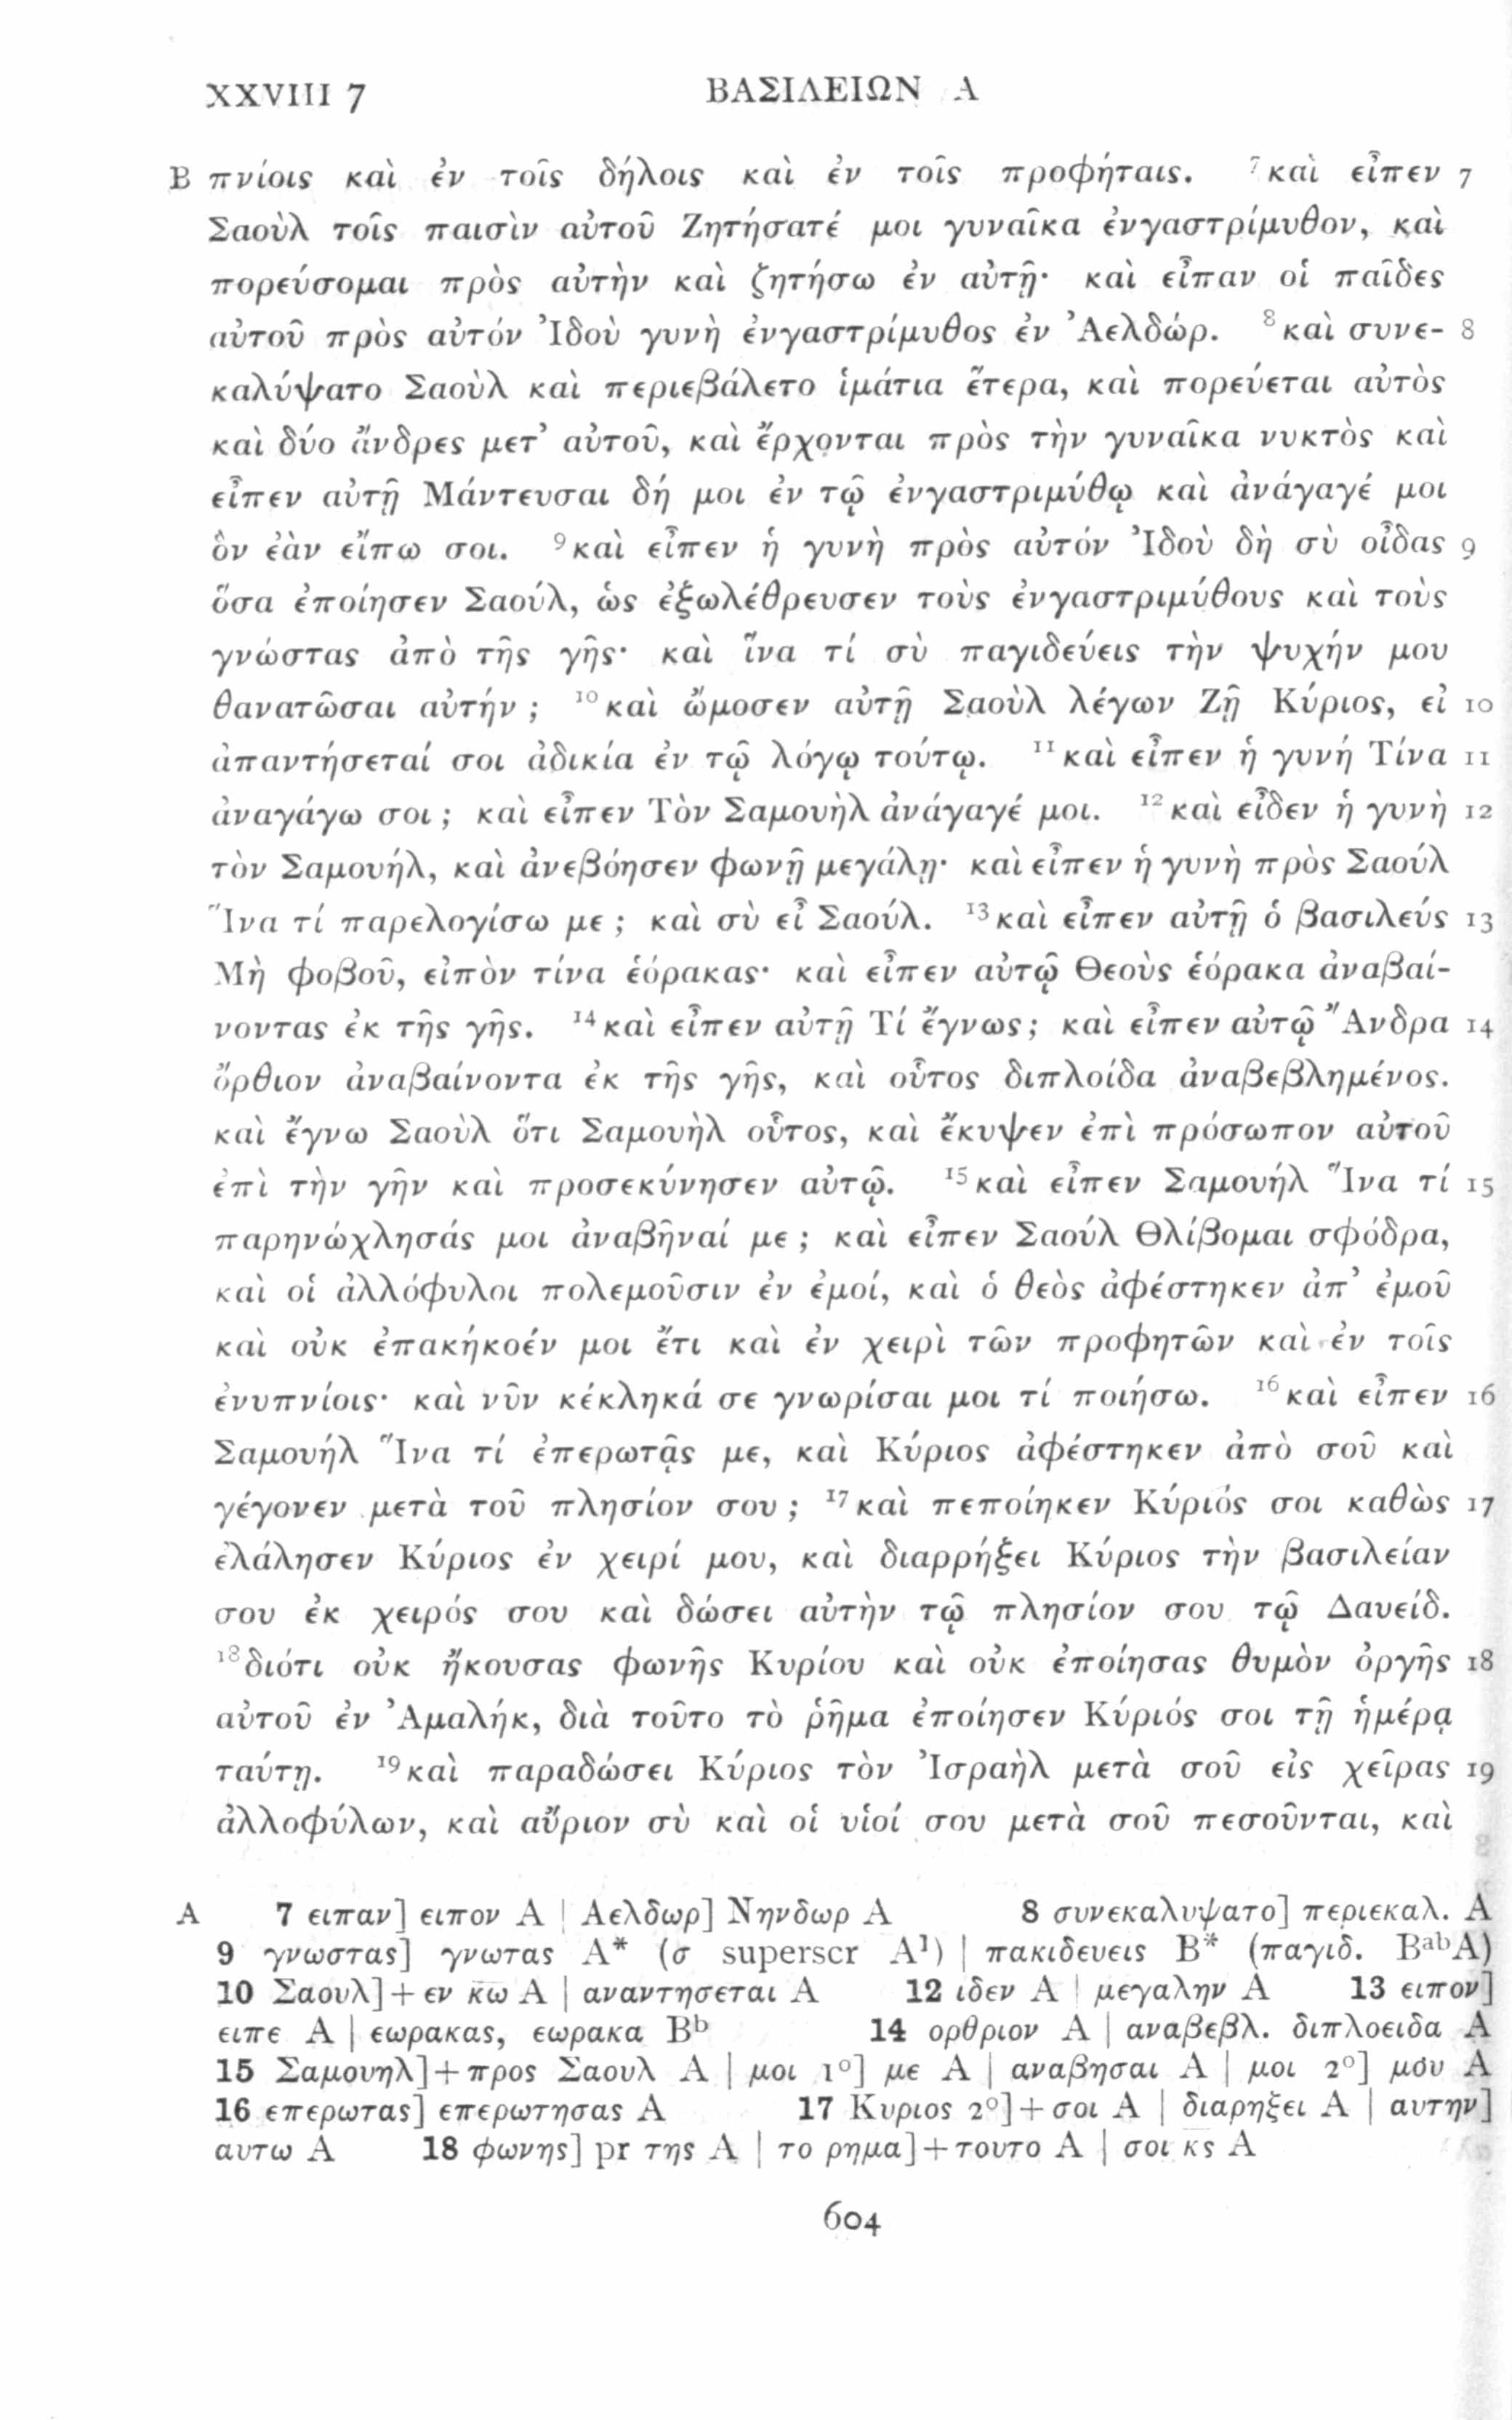 XXVIII 7 ΒΑΣΙΛΕΙΩΝ Α
B πνίοις καὶ ἐν τοῖς δήλοις καὶ ἐν τοῖς προφήταις. ⁷καὶ εἶπεν 7
Σαοὺλ τοῖς παισὶν αὐτοῦ Ζητήσατέ μοι γυναῖκα ἐνγαστρίμυθον, καὶ
πορεύσομαι πρὸς αὐτὴν καὶ ζητήσω ἐν αὐτῇ· καὶ εἶπαν οἱ παῖδες
αὐτοῦ πρὸς αὐτόν Ἰδοὺ γυνὴ ἐνγαστρίμυθος ἐν Ἀελδώρ. ⁸καὶ συνε- 8
καλύψατο Σαοὺλ καὶ περιεβάλετο ἱμάτια ἕτερα, καὶ πορεύεται αὐτὸς
καὶ δύο ἄνδρες μετ’ αὐτοῦ, καὶ ἔρχονται πρὸς τὴν γυναῖκα νυκτὸς καὶ
εἶπεν αὐτῇ Μάντευσαι δή μοι ἐν τῷ ἐνγαστριμύθῳ καὶ ἀνάγαγέ μοι
ὃν ἐὰν εἴπω σοι. ⁹καὶ εἶπεν ἡ γυνὴ πρὸς αὐτόν Ἰδοὺ δὴ σὺ οἶδας 9
ὅσα ἐποίησεν Σαούλ, ὡς ἐξωλέθρευσεν τοὺς ἐνγαστριμύθους καὶ τοὺς
γνώστας ἀπὸ τῆς γῆς· καὶ ἵνα τί σὺ παγιδεύεις τὴν ψυχήν μου
θανατῶσαι αὐτήν ; ¹⁰καὶ ὤμοσεν αὐτῇ Σαοὺλ λέγων Ζῇ Κύριος, εἰ 10
ἀπαντήσεταί σοι ἀδικία ἐν τῷ λόγῳ τούτῳ. ¹¹καὶ εἶπεν ἡ γυνή Τίνα 11
ἀναγάγω σοι ; καὶ εἶπεν Τὸν Σαμουὴλ ἀνάγαγέ μοι. ¹²καὶ εἶδεν ἡ γυνὴ 12
τὸν Σαμουήλ, καὶ ἀνεβόησεν φωνῇ μεγάλῃ· καὶ εἶπεν ἡ γυνὴ πρὸς Σαούλ
Ἵνα τί παρελογίσω με ; καὶ σὺ εἶ Σαούλ. ¹³καὶ εἶπεν αὐτῇ ὁ βασιλεύς 13
Μὴ φοβοῦ, εἰπὸν τίνα ἑόρακας· καὶ εἶπεν αὐτῷ Θεοὺς ἑόρακα ἀναβαί-
νοντας ἐκ τῆς γῆς. ¹⁴καὶ εἶπεν αὐτῇ Τί ἔγνως ; καὶ εἶπεν αὐτῷ Ἄνδρα 14
ὄρθιον ἀναβαίνοντα ἐκ τῆς γῆς, καὶ οὗτος διπλοίδα ἀναβεβλημένος.
καὶ ἔγνω Σαοὺλ ὅτι Σαμουὴλ οὗτος, καὶ ἔκυψεν ἐπὶ πρόσωπον αὐτοῦ
ἐπὶ τὴν γῆν καὶ προσεκύνησεν αὐτῷ. ¹⁵καὶ εἶπεν Σαμουήλ Ἵνα τί 15
παρηνώχλησάς μοι ἀναβῆναί με ; καὶ εἶπεν Σαούλ Θλίβομαι σφόδρα,
καὶ οἱ ἀλλόφυλοι πολεμοῦσιν ἐν ἐμοί, καὶ ὁ θεὸς ἀφέστηκεν ἀπ’ ἐμοῦ
καὶ οὐκ ἐπακήκοέν μοι ἔτι καὶ ἐν χειρὶ τῶν προφητῶν καὶ ἐν τοῖς
ἐνυπνίοις· καὶ νῦν κέκληκά σε γνωρίσαι μοι τί ποιήσω. ¹⁶καὶ εἶπεν 16
Σαμουήλ Ἵνα τί ἐπερωτᾷς με, καὶ Κύριος ἀφέστηκεν ἀπὸ σοῦ καὶ
γέγονεν μετὰ τοῦ πλησίον σου ; ¹⁷καὶ πεποίηκεν Κύριός σοι καθὼς 17
ἐλάλησεν Κύριος ἐν χειρί μου, καὶ διαρρήξει Κύριος τὴν βασιλείαν
σου ἐκ χειρός σου καὶ δώσει αὐτὴν τῷ πλησίον σου τῷ Δαυείδ.
¹⁸διότι οὐκ ἤκουσας φωνῆς Κυρίου καὶ οὐκ ἐποίησας θυμὸν ὀργῆς 18
αὐτοῦ ἐν Ἀμαλήκ, διὰ τοῦτο τὸ ῥῆμα ἐποίησεν Κύριός σοι τῇ ἡμέρᾳ
ταύτῃ. ¹⁹καὶ παραδώσει Κύριος τὸν Ἰσραὴλ μετὰ σοῦ εἰς χεῖρας 19
ἀλλοφύλων, καὶ αὔριον σὺ καὶ οἱ υἱοί σου μετὰ σοῦ πεσοῦνται, καὶ
A 7 ειπαν] ειπον A | Αελδωρ] Νηνδωρ A 8 συνεκαλυψατο] περιεκαλ. A
9 γνωστας] γνωτας A* (σ superscr A¹) | πακιδευεις B* (παγιδ. Bᵃᵇ A)
10 Σαουλ] + εν κ̅ω̅ A | αναντησεται A 12 ιδεν A | μεγαλην A 13 ειπον]
ειπε A | εωρακας, εωρακα Bᵇ 14 ορθριον A | αναβεβλ. διπλοειδα A
15 Σαμουηλ] + προς Σαουλ A | μοι 1°] με A | αναβησαι A | μοι 2°] μου A
16 επερωτας] επερωτησας A 17 Κυριος 2°] + σοι A | διαρηξει A | αυτην]
αυτω A 18 φωνης] pr της A | το ρημα] + τουτο A | σοι κ̅ς̅ A
604